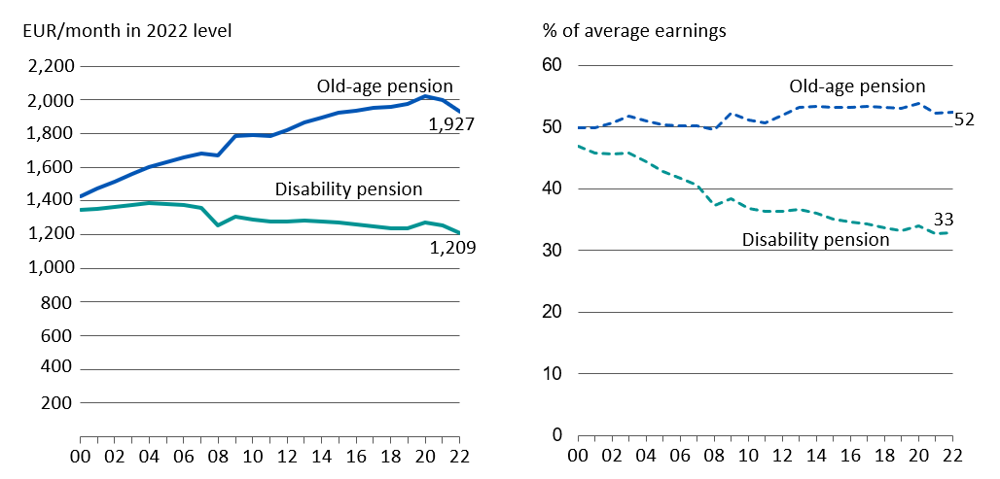 EUR/month in 2022 level
2,200
2,000
1,800
1,600
1,400
1,200
1,000
800
600
400
200
Old-age pension
1,927
Disability pension
1,209
00 02 04 06 08 10 12 14 16 18 20 22
% of average earnings
60
50
40
30
20
10
0
Old-age pension
52
33
Disability pension
00 02 04 06 08 10 12 14 16 18 20 22